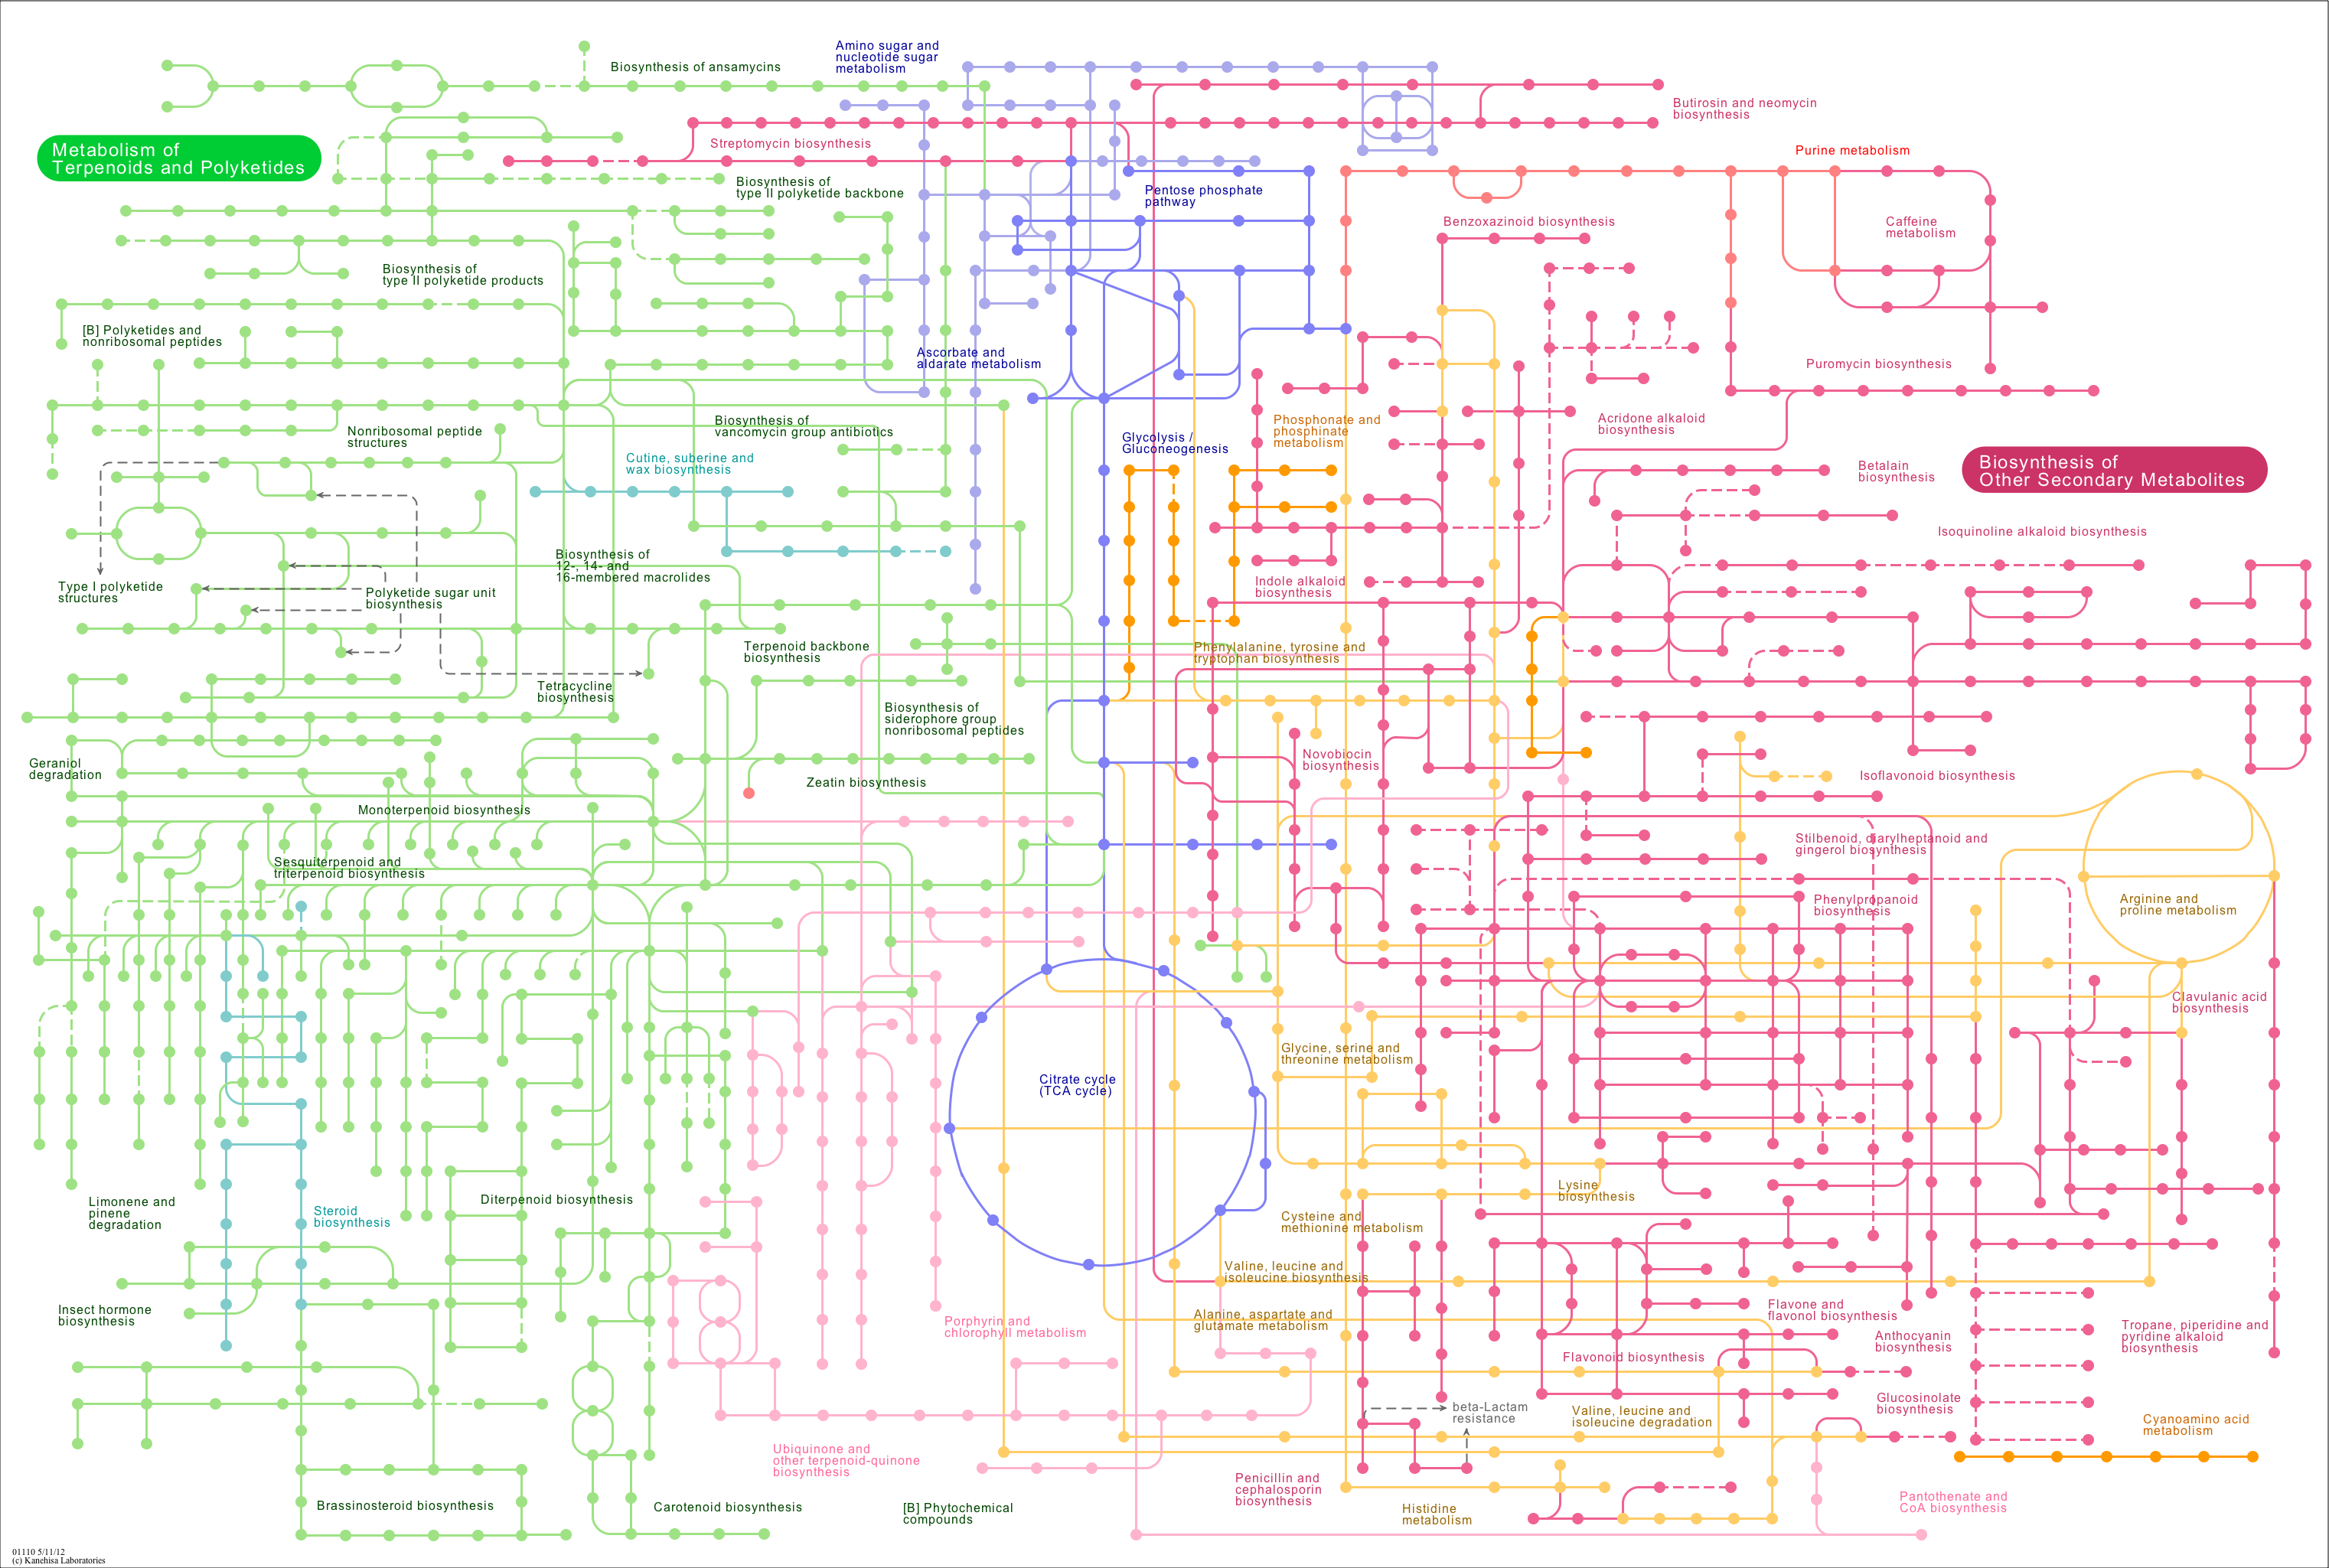 Amino sugar and
nucleotide sugar
metabolism
Biosynthesis of ansamycins
Butirosin and neomycin
biosynthesis
Metabolism of
Terpenoids and Polyketides
Streptomycin biosynthesis
Purine metabolism
Biosynthesis of
type II polyketide backbone
Pentose phosphate
pathway
Benzoxazinoid biosynthesis
Caffeine
metabolism
Biosynthesis of
type II polyketide products
[B] Polyketides and
nonribosomal peptides
Ascorbate and
aldarate metabolism
Puromycin biosynthesis
Nonribosomal peptide
structures
Biosynthesis of
vancomycin group antibiotics
Glycolysis /
Gluconeogenesis
Phosphonate and
phosphinate
metabolism
Acridone alkaloid
biosynthesis
Cutine, suberine and
wax biosynthesis
Betalain
biosynthesis
Biosynthesis of
Other Secondary Metabolites
Isoquinoline alkaloid biosynthesis
Biosynthesis of
12-, 14- and
16-membered macrolides
Type I polyketide
structures
Polyketide sugar unit
biosynthesis
Indole alkaloid
biosynthesis
Terpenoid backbone
biosynthesis
Phenylalanine, tyrosine and
tryptophan biosynthesis
Tetracycline
biosynthesis
Biosynthesis of
siderophore group
nonribosomal peptides
Geraniol
degradation
Novobiocin
biosynthesis
Zeatin biosynthesis
Isoflavonoid biosynthesis
Monoterpenoid biosynthesis
Stilbenoid, diarylheptanoid and
gingerol biosynthesis
Sesquiterpenoid and
triterpenoid biosynthesis
Phenylpropanoid
biosynthesis
Arginine and
proline metabolism
Clavulanic acid
biosynthesis
Glycine, serine and
threonine metabolism
Citrate cycle
(TCA cycle)
Limonene and
pinene
degradation
Steroid
biosynthesis
Diterpenoid biosynthesis
Lysine
biosynthesis
Cysteine and
methionine metabolism
Valine, leucine and
isoleucine biosynthesis
Insect hormone
biosynthesis
Porphyrin and
chlorophyll metabolism
Alanine, aspartate and
glutamate metabolism
Flavone and
flavonol biosynthesis
Anthocyanin
biosynthesis
Tropane, piperidine and
pyridine alkaloid
biosynthesis
Flavonoid biosynthesis
Glucosinolate
biosynthesis
beta-Lactam
resistance
Valine, leucine and
isoleucine degradation
Cyanoamino acid
metabolism
Ubiquinone and
other terpenoid-quinone
biosynthesis
Penicillin and
cephalosporin
biosynthesis
Brassinosteroid biosynthesis
Carotenoid biosynthesis
[B] Phytochemical
compounds
Histidine
metabolism
Pantothenate and
CoA biosynthesis
01110 5/11/12
(c) Kanehisa Laboratories